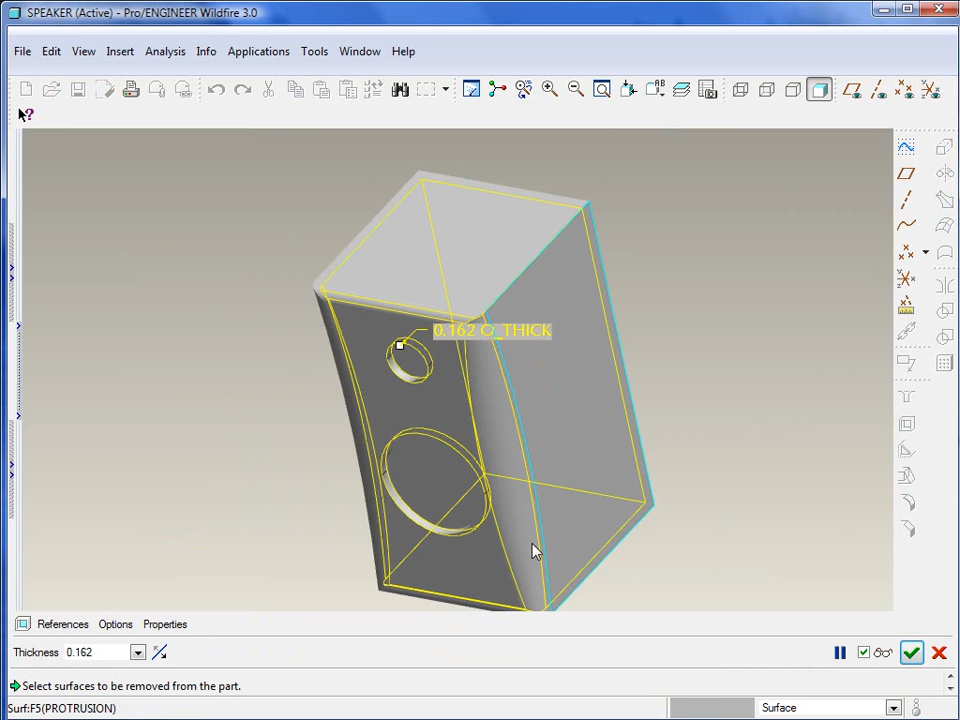 SPEAKER (Active) - Pro/ENGINEER Wildfire 3.0
File Edit View Insert Analysis Info Applications Tools Window Help
0.162 O_THICK
References Options Properties
Thickness 0.162
Select surfaces to be removed from the part.
Surf:F5(PROTRUSION) Surface